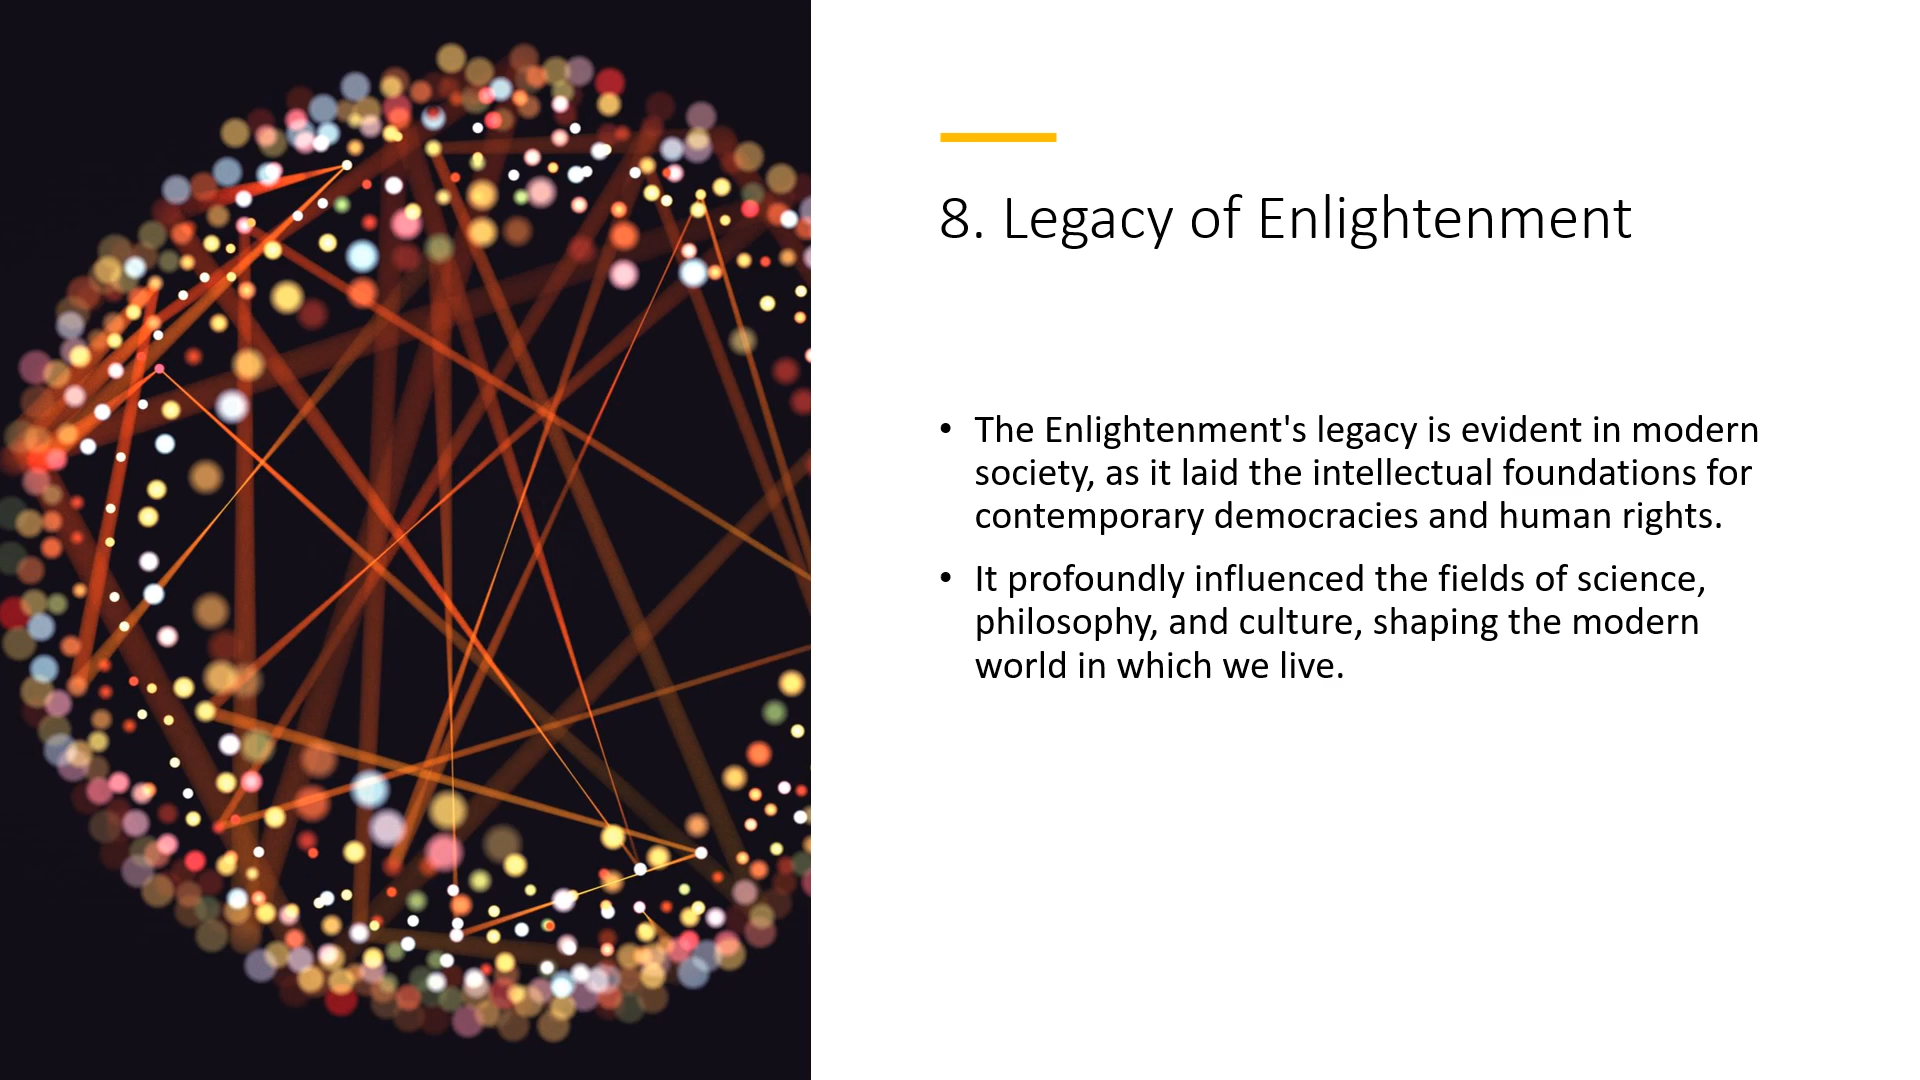 8. Legacy of Enlightenment
• The Enlightenment's legacy is evident in modern
society, as it laid the intellectual foundations for
contemporary democracies and human rights.
• It profoundly influenced the fields of science,
philosophy, and culture, shaping the modern
world in which we live.